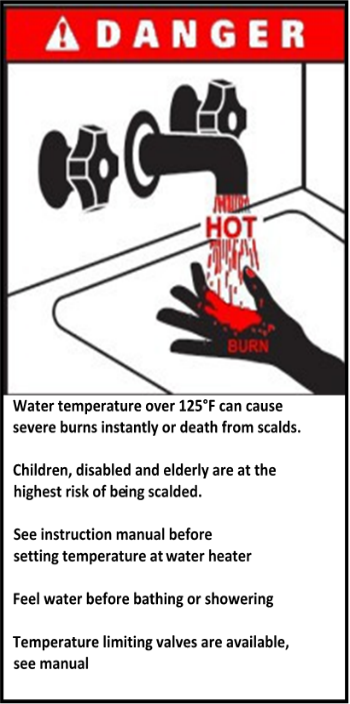 DANGER
HOT
BURN
Water temperature over 125°F can cause
severe burns instantly or death from scalds.
Children, disabled and elderly are at the
highest risk of being scalded.
See instruction manual before
setting temperature at water heater
Feel water before bathing or showering
Temperature limiting valves are available,
see manual